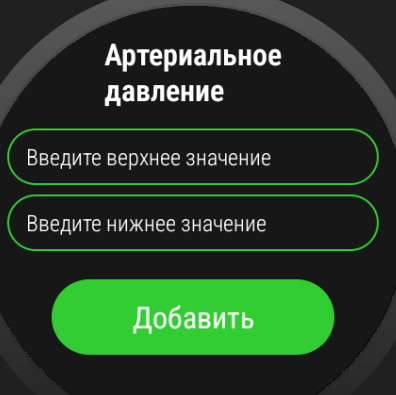 Артериальное
давление
Введите верхнее значение
Введите нижнее значение
Добавить